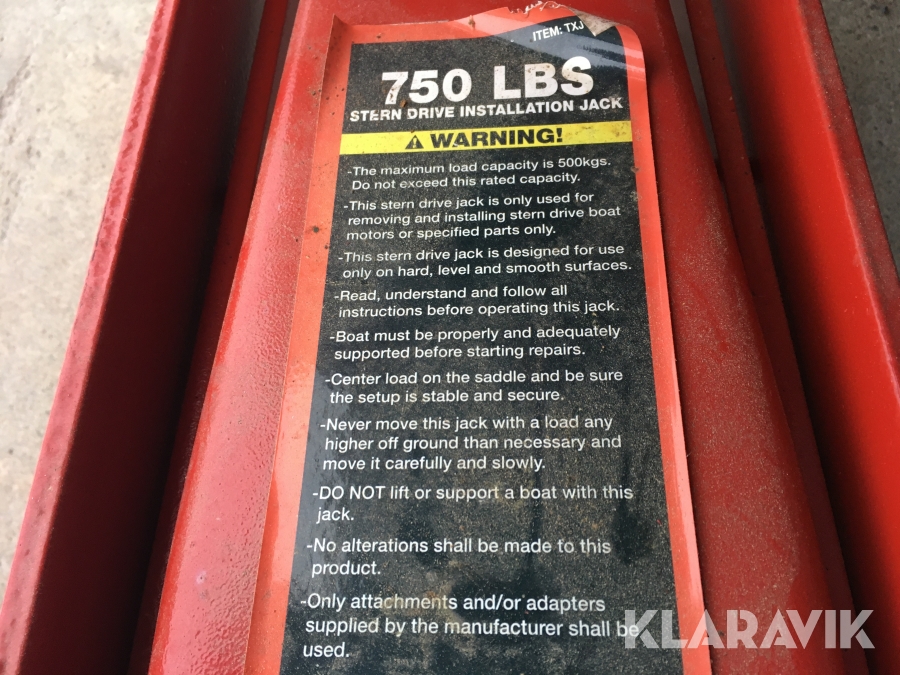 ITEM: TXJ
750 LBS
STERN DRIVE INSTALLATION JACK
WARNING!
-The maximum load capacity is 500kgs.
Do not exceed this rated capacity.
-This stern drive jack is only used for
removing and installing stern drive boat
motors or specified parts only.
-This stern drive jack is designed for use
only on hard, level and smooth surfaces.
-Read, understand and follow all
instructions before operating this jack.
-Boat must be properly and adequately
supported before starting repairs.
-Center load on the saddle and be sure
the setup is stable and secure.
-Never move this jack with a load any
higher off ground than necessary and
move it carefully and slowly.
-DO NOT lift or support a boat with this
jack.
-No alterations shall be made to this
product.
-Only attachments and/or adapters
supplied by the manufacturer shall be
used.
KLARAVIK